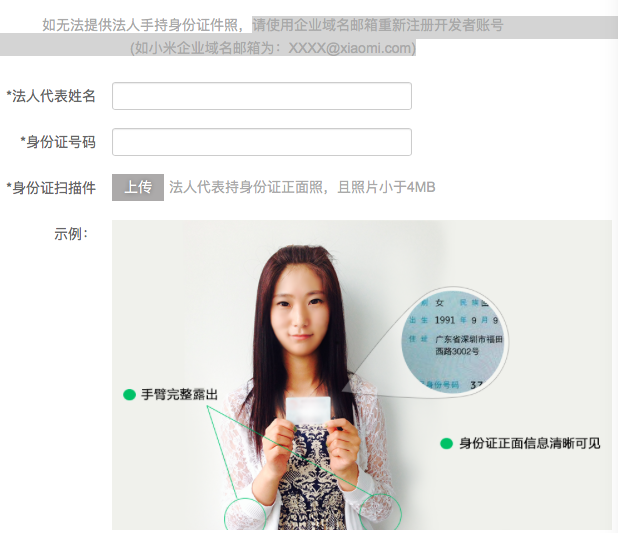 如无法提供法人手持身份证件照，请使用企业域名邮箱重新注册开发者账号
(如小米企业域名邮箱为：XXXX@xiaomi.com)
*法人代表姓名
*身份证号码
*身份证扫描件 上传 法人代表持身份证正面照，且照片小于4MB
示例：
女
出生 1991 年 9 月 9
住址 广东省深圳市福田
西路3002号
身份号码 37
手臂完整露出
身份证正面信息清晰可见